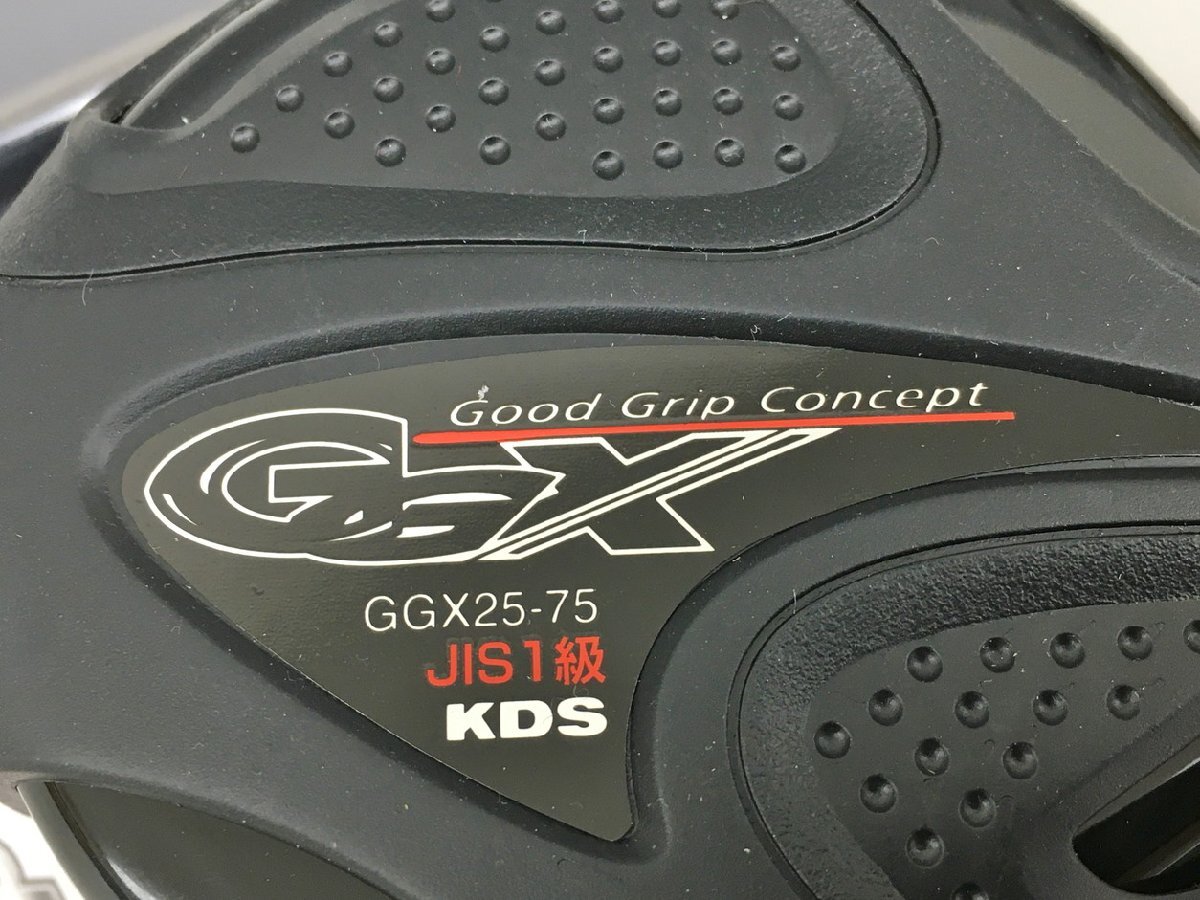 Good Grip Concept
GGX
GGX25-75
JIS1級
KDS